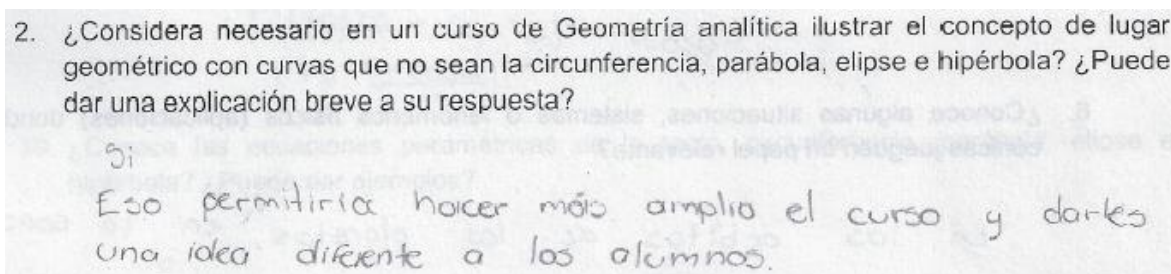 2. ¿Considera necesario en un curso de Geometría analítica ilustrar el concepto de lugar
geométrico con curvas que no sean la circunferencia, parábola, elipse e hipérbola? ¿Puede
dar una explicación breve a su respuesta?
Si
Eso permitiría hacer más amplio el curso y darles
una idea diferente a los alumnos.